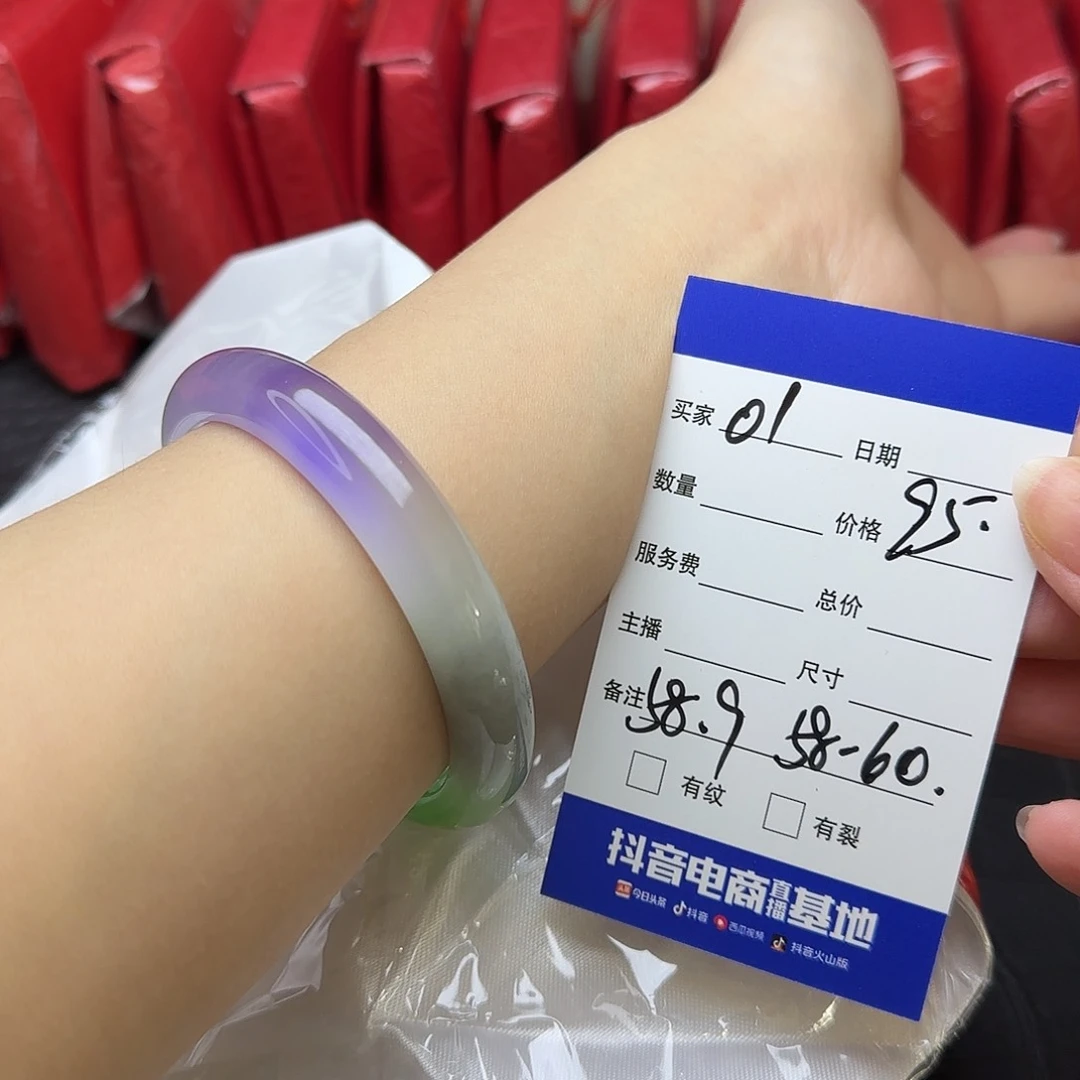 买家 01 日期
数量 价格 95.
服务费 总价
主播 尺寸
备注 58.9 58-60.
有纹 有裂
抖音电商直播基地
今日头条 抖音 西瓜视频 抖音火山版